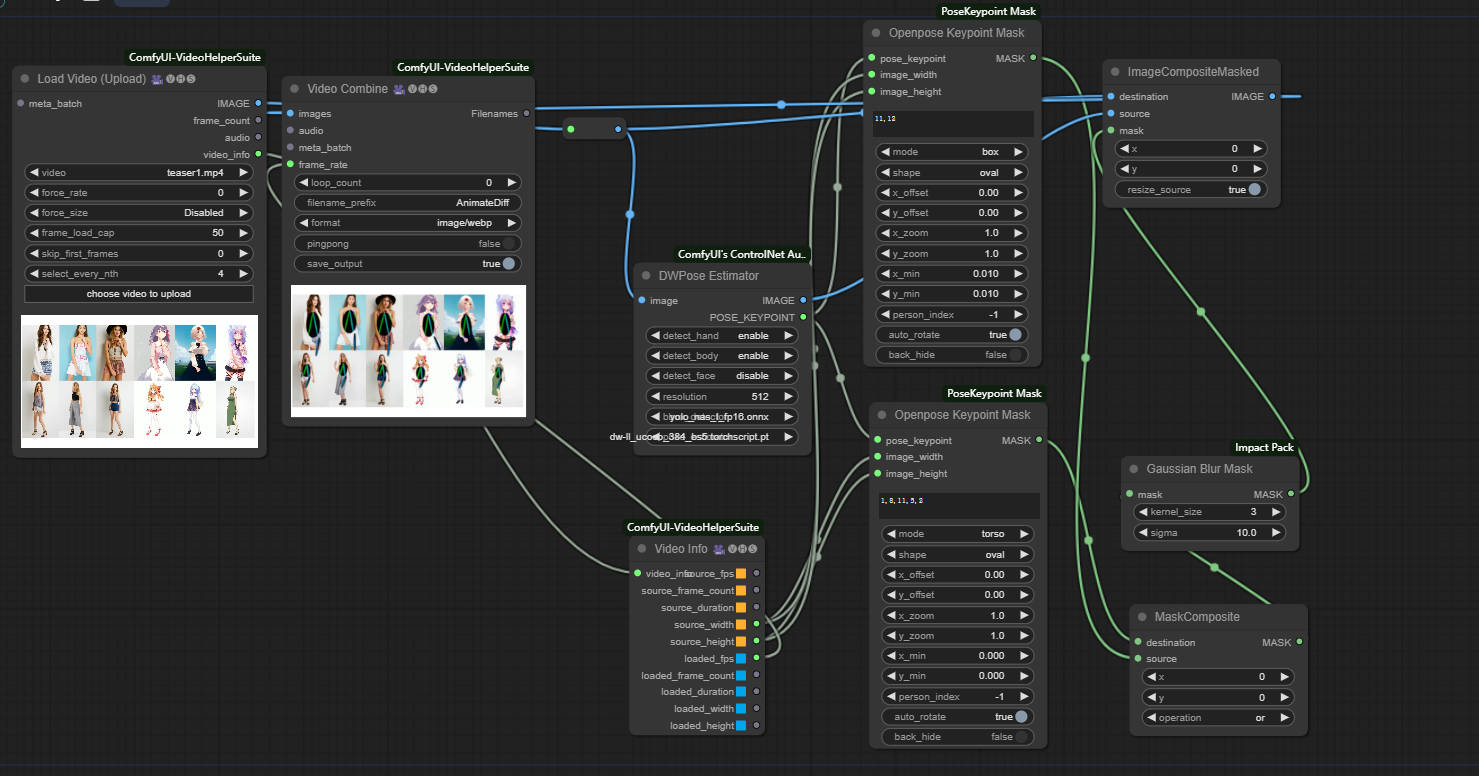 ComfyUI-VideoHelperSuite
Load Video (Upload) 🎥🅥🅗🅢
meta_batch
IMAGE
frame_count
audio
video_info
video teaser1.mp4
force_rate 0
force_size Disabled
frame_load_cap 50
skip_first_frames 0
select_every_nth 4
choose video to upload
ComfyUI-VideoHelperSuite
Video Combine 🎥🅥🅗🅢
images
Filenames
audio
meta_batch
frame_rate
loop_count 0
filename_prefix AnimateDiff
format image/webp
pingpong false
save_output true
ComfyUI's ControlNet Au..
DWPose Estimator
image
IMAGE
POSE_KEYPOINT
detect_hand enable
detect_body enable
detect_face disable
resolution 512
yolo_nas_l_fp16.onnx
dw-ll_ucoco_384_bs5.torchscript.pt
ComfyUI-VideoHelperSuite
Video Info 🎥🅥🅗🅢
video_info
source_fps🟨
source_frame_count🟨
source_duration🟨
source_width🟨
source_height🟨
loaded_fps🟦
loaded_frame_count🟦
loaded_duration🟦
loaded_width🟦
loaded_height🟦
PoseKeypoint Mask
Openpose Keypoint Mask
pose_keypoint
MASK
image_width
image_height
11,12
mode box
shape oval
x_offset 0.00
y_offset 0.00
x_zoom 1.0
y_zoom 1.0
x_min 0.010
y_min 0.010
person_index -1
auto_rotate true
back_hide false
PoseKeypoint Mask
Openpose Keypoint Mask
pose_keypoint
MASK
image_width
image_height
1,8,11,5,2
mode torso
shape oval
x_offset 0.00
y_offset 0.00
x_zoom 1.0
y_zoom 1.0
x_min 0.000
y_min 0.000
person_index -1
auto_rotate true
back_hide false
ImageCompositeMasked
destination
IMAGE
source
mask
x 0
y 0
resize_source true
Impact Pack
Gaussian Blur Mask
mask
MASK
kernel_size 3
sigma 10.0
MaskComposite
destination
MASK
source
x 0
y 0
operation or